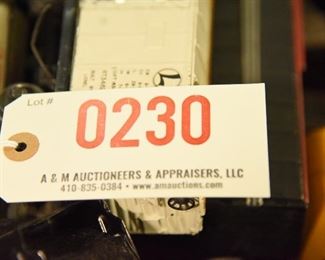 Lot #
0230
A & M AUCTIONEERS & APPRAISERS, LLC
410-835-0384 • www.amauctions.com